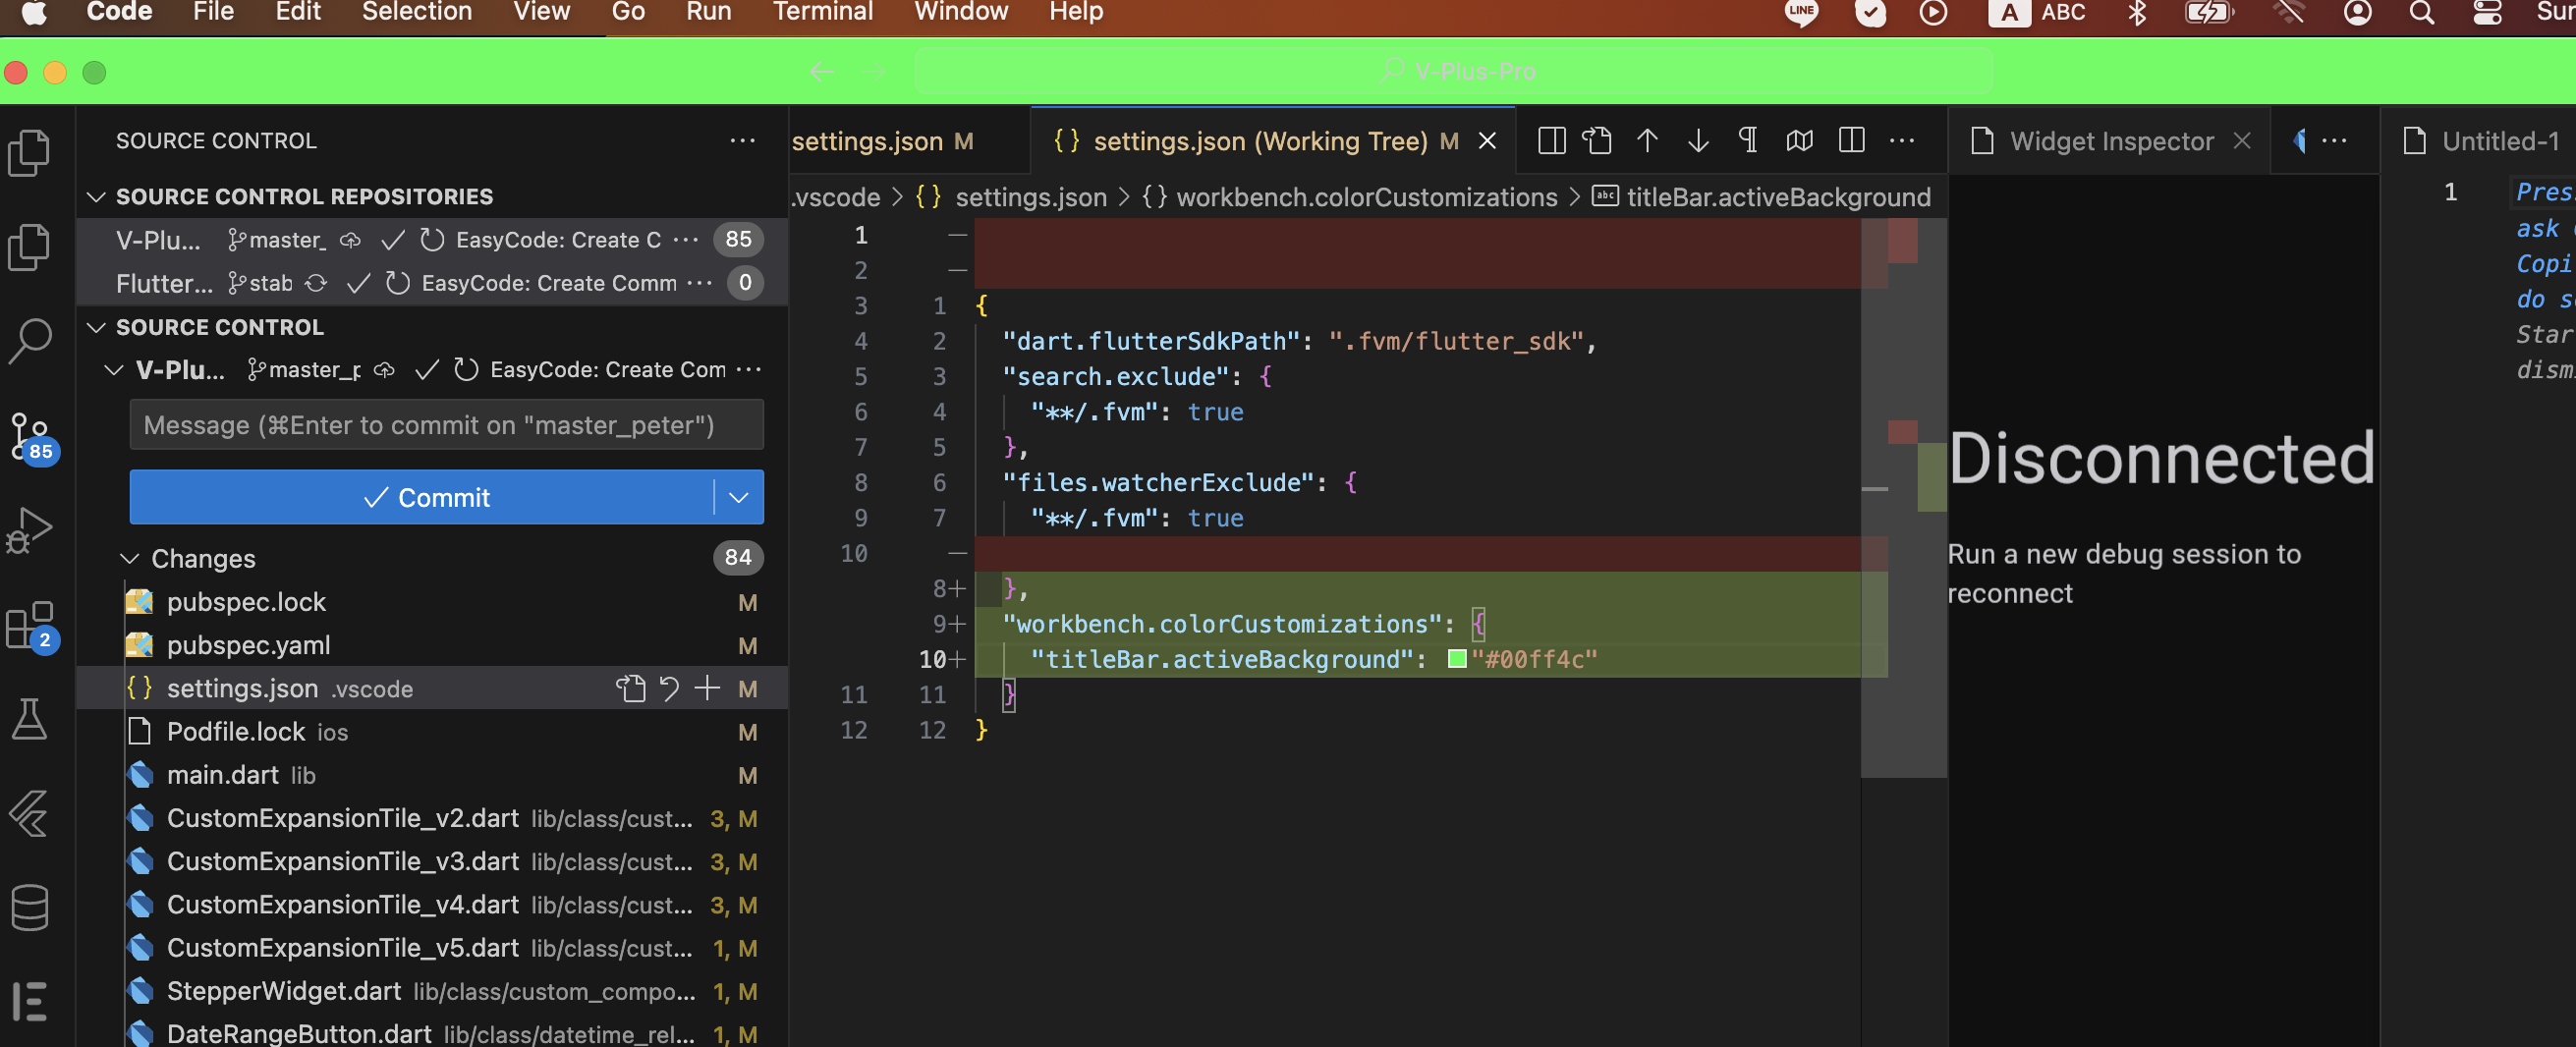 Code File Edit Selection View Go Run Terminal Window Help LINE A ABC
V-Plus-Pro
SOURCE CONTROL
SOURCE CONTROL REPOSITORIES
V-Plu... master_ EasyCode: Create C ... 85
Flutter... stab EasyCode: Create Comm ... 0
SOURCE CONTROL
V-Plu... master_p EasyCode: Create Com ...
Message (⌘Enter to commit on "master_peter")
Commit
85
Changes 84
pubspec.lock M
2
pubspec.yaml M
settings.json .vscode M
Podfile.lock ios M
main.dart lib M
CustomExpansionTile_v2.dart lib/class/cust... 3, M
CustomExpansionTile_v3.dart lib/class/cust... 3, M
CustomExpansionTile_v4.dart lib/class/cust... 3, M
CustomExpansionTile_v5.dart lib/class/cust... 1, M
StepperWidget.dart lib/class/custom_compo... 1, M
DateRangeButton.dart lib/class/datetime_rel... 1, M
settings.json M
{} settings.json (Working Tree) M
.vscode > {} settings.json > {} workbench.colorCustomizations > abc titleBar.activeBackground
1 —
2 —
3 1 {
4 2 "dart.flutterSdkPath": ".fvm/flutter_sdk",
5 3 "search.exclude": {
6 4 "**/.fvm": true
7 5 },
8 6 "files.watcherExclude": {
9 7 "**/.fvm": true
10 —
8+ },
9+ "workbench.colorCustomizations": {
10+ "titleBar.activeBackground": "#00ff4c"
11 11 }
12 12 }
Widget Inspector
Disconnected
Run a new debug session to
reconnect
Untitled-1
1
ask